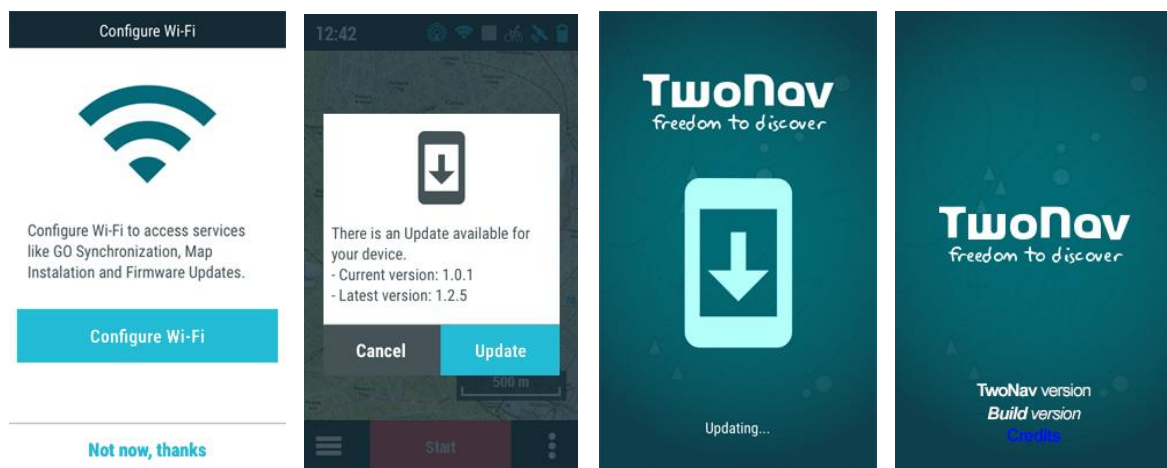 Configure Wi-Fi
Configure Wi-Fi to access services
like GO Synchronization, Map
Instalation and Firmware Updates.
Configure Wi-Fi
Not now, thanks
12:42
There is an Update available for
your device.
- Current version: 1.0.1
- Latest version: 1.2.5
Cancel
Update
500 m
Start
TwoNav
freedom to discover
Updating...
TwoNav
freedom to discover
TwoNav version
Build version
Credits